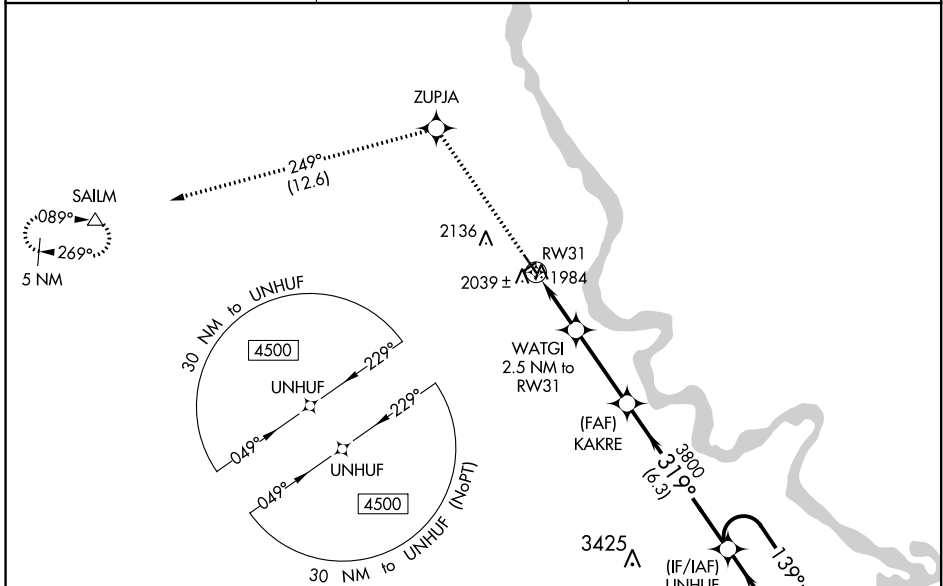 ZUPJA
249°
(12.6)
SAILM
089°
269°
5 NM
2136
RW31
2039 ±
1984
30 NM to UNHUF
4500
UNHUF
229°
049°
WATGI
2.5 NM to
RW31
229°
UNHUF
049°
4500
30 NM to UNHUF (NoPT)
(FAF)
KAKRE
3800
319°
(6.3)
3425
(IF/IAF)
UNHUF
139°